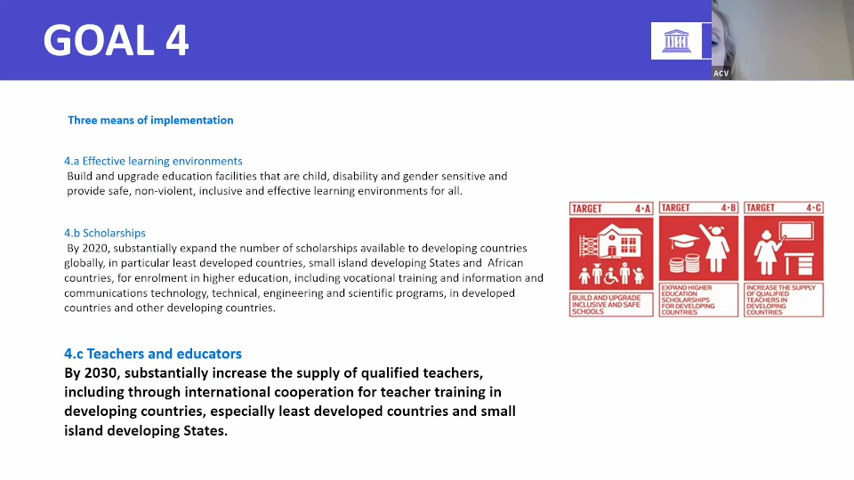 GOAL 4
ACV
Three means of implementation
4.a Effective learning environments
Build and upgrade education facilities that are child, disability and gender sensitive and
provide safe, non-violent, inclusive and effective learning environments for all.
4.b Scholarships
By 2020, substantially expand the number of scholarships available to developing countries
globally, in particular least developed countries, small island developing States and African
countries, for enrolment in higher education, including vocational training and information and
communications technology, technical, engineering and scientific programs, in developed
countries and other developing countries.
4.c Teachers and educators
By 2030, substantially increase the supply of qualified teachers,
including through international cooperation for teacher training in
developing countries, especially least developed countries and small
island developing States.
TARGET 4·A
BUILD AND UPGRADE
INCLUSIVE AND SAFE
SCHOOLS
TARGET 4·B
EXPAND HIGHER
EDUCATION
SCHOLARSHIPS
FOR DEVELOPING
COUNTRIES
TARGET 4·C
INCREASE THE SUPPLY
OF QUALIFIED
TEACHERS IN
DEVELOPING
COUNTRIES